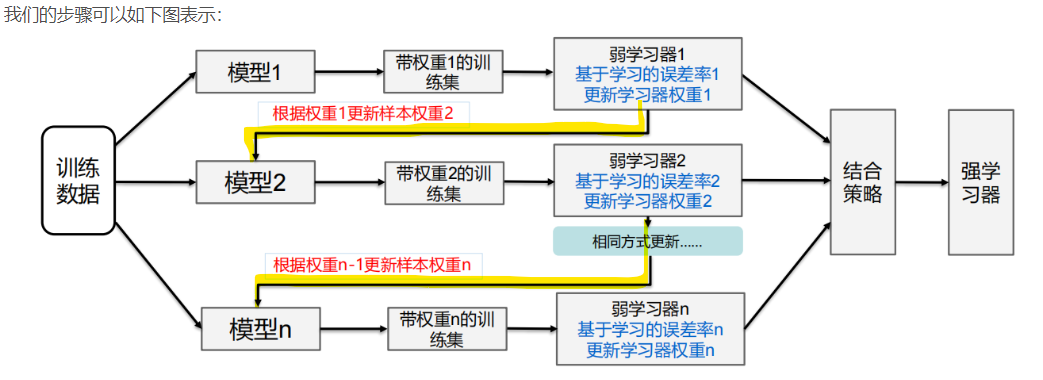 我们的步骤可以如下图表示：
训练
数据
模型1
带权重1的训
练集
弱学习器1
基于学习的误差率1
更新学习器权重1
根据权重1更新样本权重2
模型2
带权重2的训
练集
弱学习器2
基于学习的误差率2
更新学习器权重2
相同方式更新......
根据权重n-1更新样本权重n
模型n
带权重n的训
练集
弱学习器n
基于学习的误差率n
更新学习器权重n
结合
策略
强学
习器